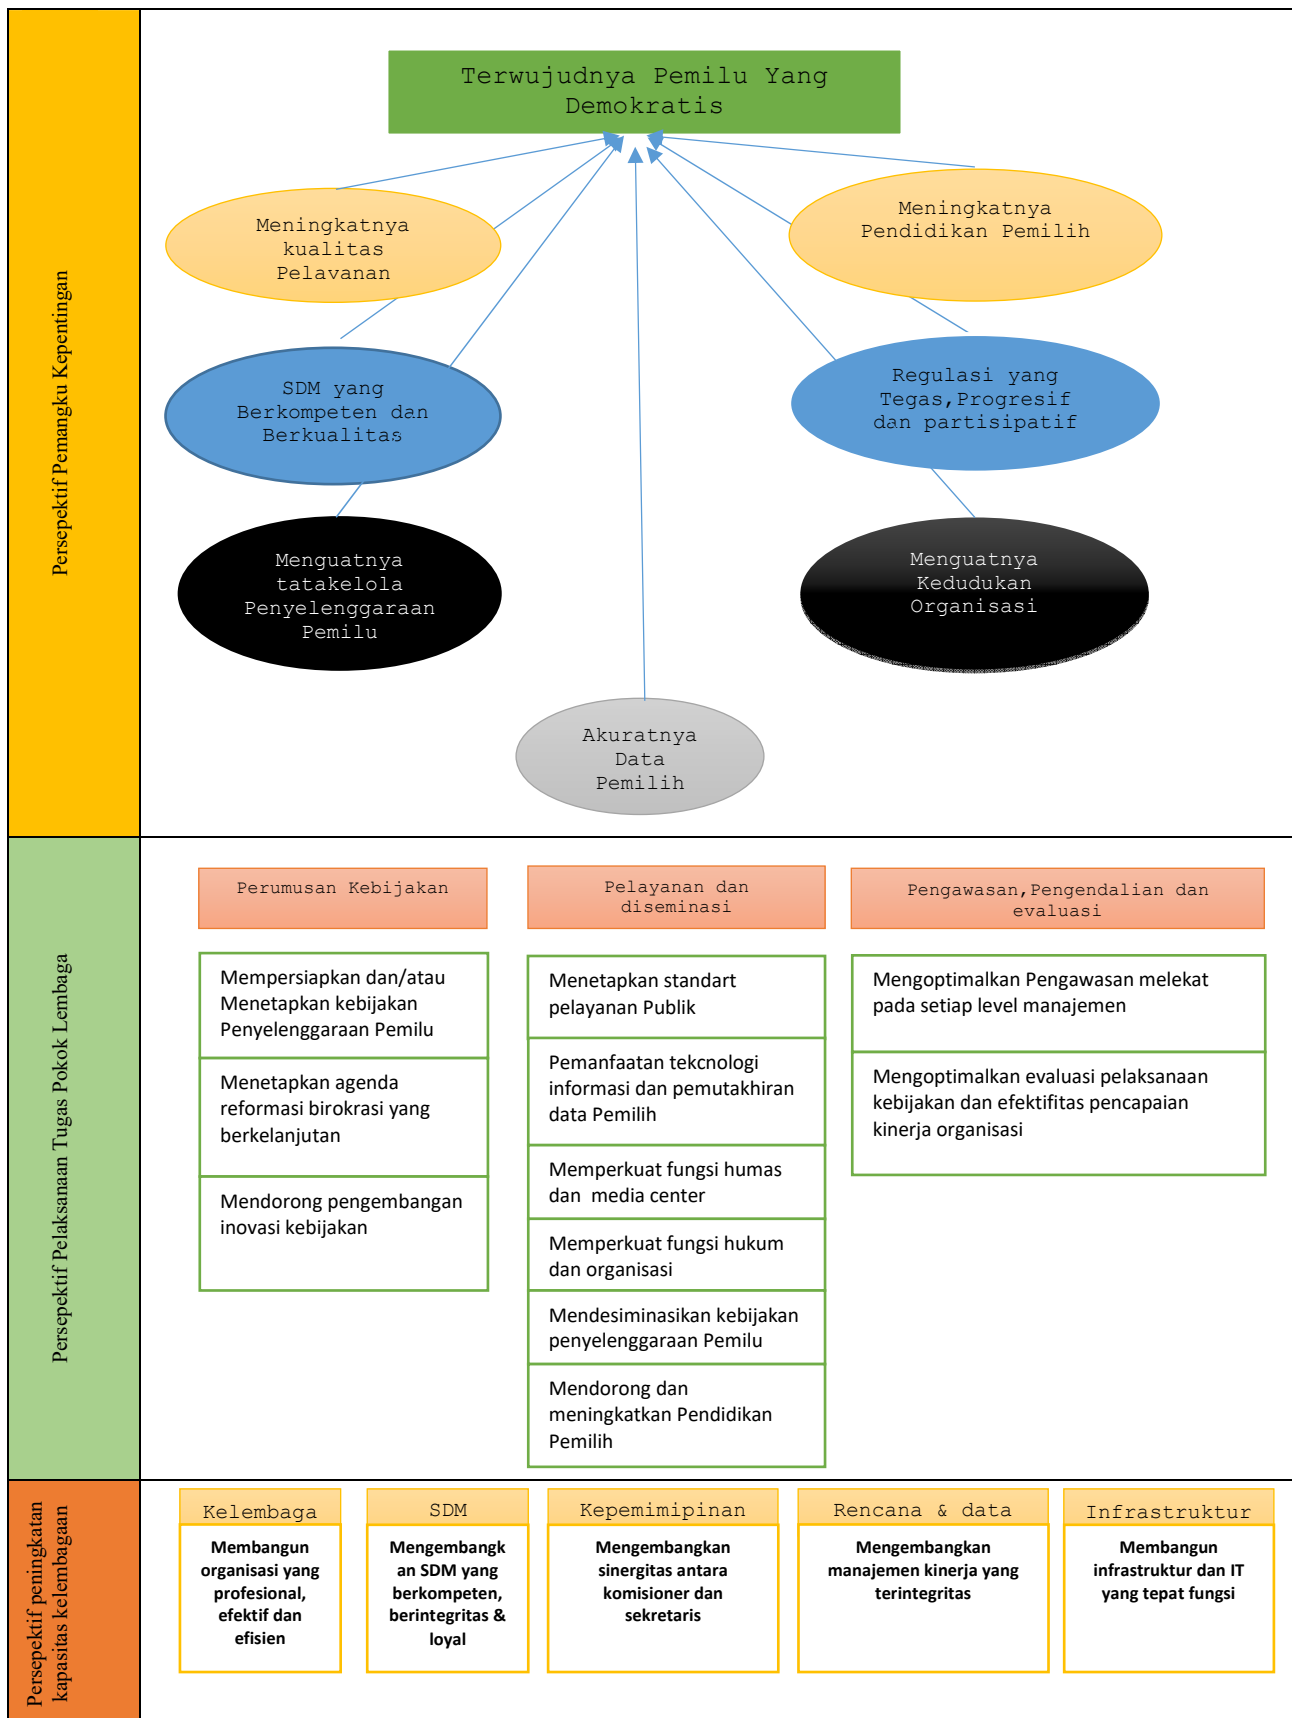 Persepektif Pemangku Kepentingan
Terwujudnya Pemilu Yang
Demokratis
Meningkatnya
kualitas
Pelavanan
Meningkatnya
Pendidikan Pemilih
SDM yang
Berkompeten dan
Berkualitas
Regulasi yang
Tegas,Progresif
dan partisipatif
Menguatnya
tatakelola
Penyelenggaraan
Pemilu
Menguatnya
Kedudukan
Organisasi
Akuratnya
Data
Pemilih
Persepektif Pelaksanaan Tugas Pokok Lembaga
Perumusan Kebijakan
Mempersiapkan dan/atau
Menetapkan kebijakan
Penyelenggaraan Pemilu
Menetapkan agenda
reformasi birokrasi yang
berkelanjutan
Mendorong pengembangan
inovasi kebijakan
Pelayanan dan
diseminasi
Menetapkan standart
pelayanan Publik
Pemanfaatan tekcnologi
informasi dan pemutakhiran
data Pemilih
Memperkuat fungsi humas
dan  media center
Memperkuat fungsi hukum
dan organisasi
Mendesiminasikan kebijakan
penyelenggaraan Pemilu
Mendorong dan
meningkatkan Pendidikan
Pemilih
Pengawasan,Pengendalian dan
evaluasi
Mengoptimalkan Pengawasan melekat
pada setiap level manajemen
Mengoptimalkan evaluasi pelaksanaan
kebijakan dan efektifitas pencapaian
kinerja organisasi
Persepektif peningkatan
kapasitas kelembagaan
Kelembaga
Membangun
organisasi yang
profesional,
efektif dan
efisien
SDM
Mengembangk
an SDM yang
berkompeten,
berintegritas &
loyal
Kepemimipinan
Mengembangkan
sinergitas antara
komisioner dan
sekretaris
Rencana & data
Mengembangkan
manajemen kinerja yang
terintegritas
Infrastruktur
Membangun
infrastruktur dan IT
yang tepat fungsi